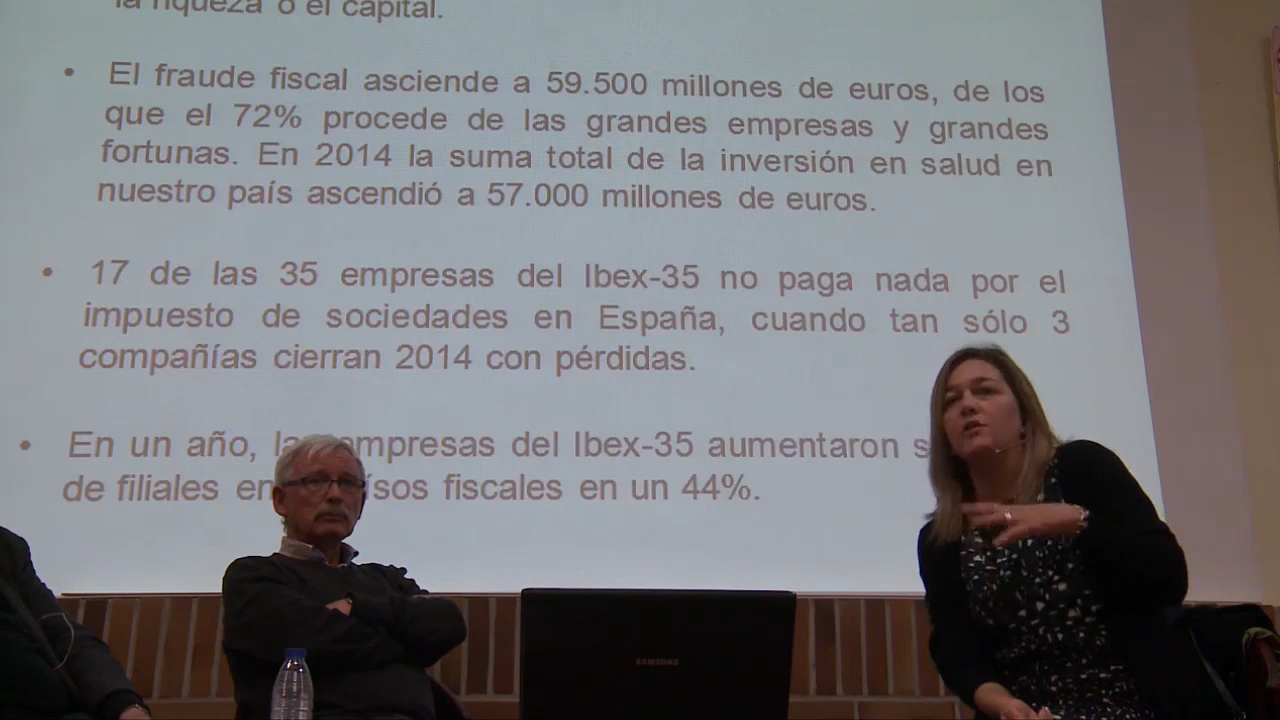 la riqueza o el capital.
• El fraude fiscal asciende a 59.500 millones de euros, de los
que el 72% procede de las grandes empresas y grandes
fortunas. En 2014 la suma total de la inversión en salud en
nuestro país ascendió a 57.000 millones de euros.
• 17 de las 35 empresas del Ibex-35 no paga nada por el
impuesto de sociedades en España, cuando tan sólo 3
compañías cierran 2014 con pérdidas.
• En un año, empresas del Ibex-35 aumentaron
de filiales en fiscales en un 44%.
SAMSUNG